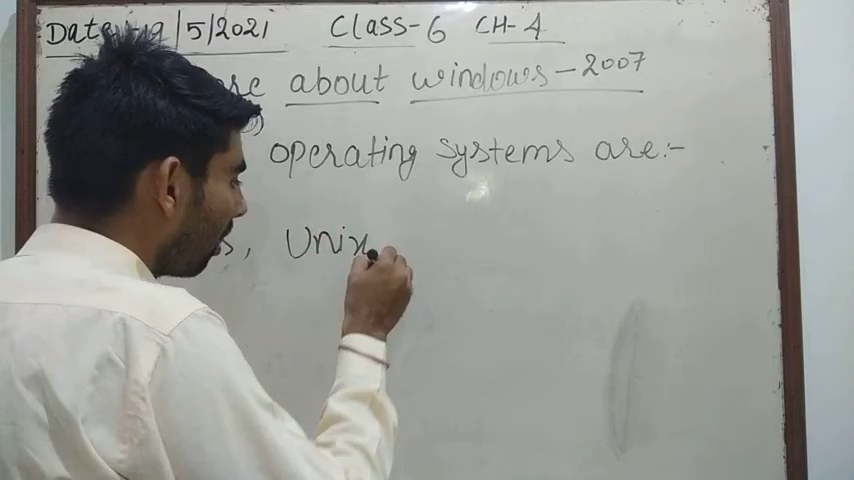 Date:-19/5/2021 Class-6 CH-4
about windows-2007
operating systems are:-
, Unix